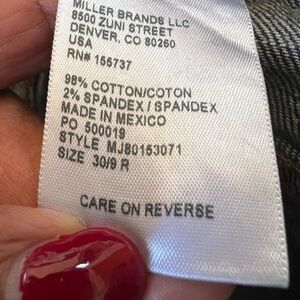 MILLER BRANDS LLC
8500 ZUNI STREET
DENVER, CO 80260
USA
RN# 155737
98% COTTON/COTON
2% SPANDEX / SPANDEX
MADE IN MEXICO
PO 500019
STYLE MJ80153071
SIZE 30/9 R
CARE ON REVERSE